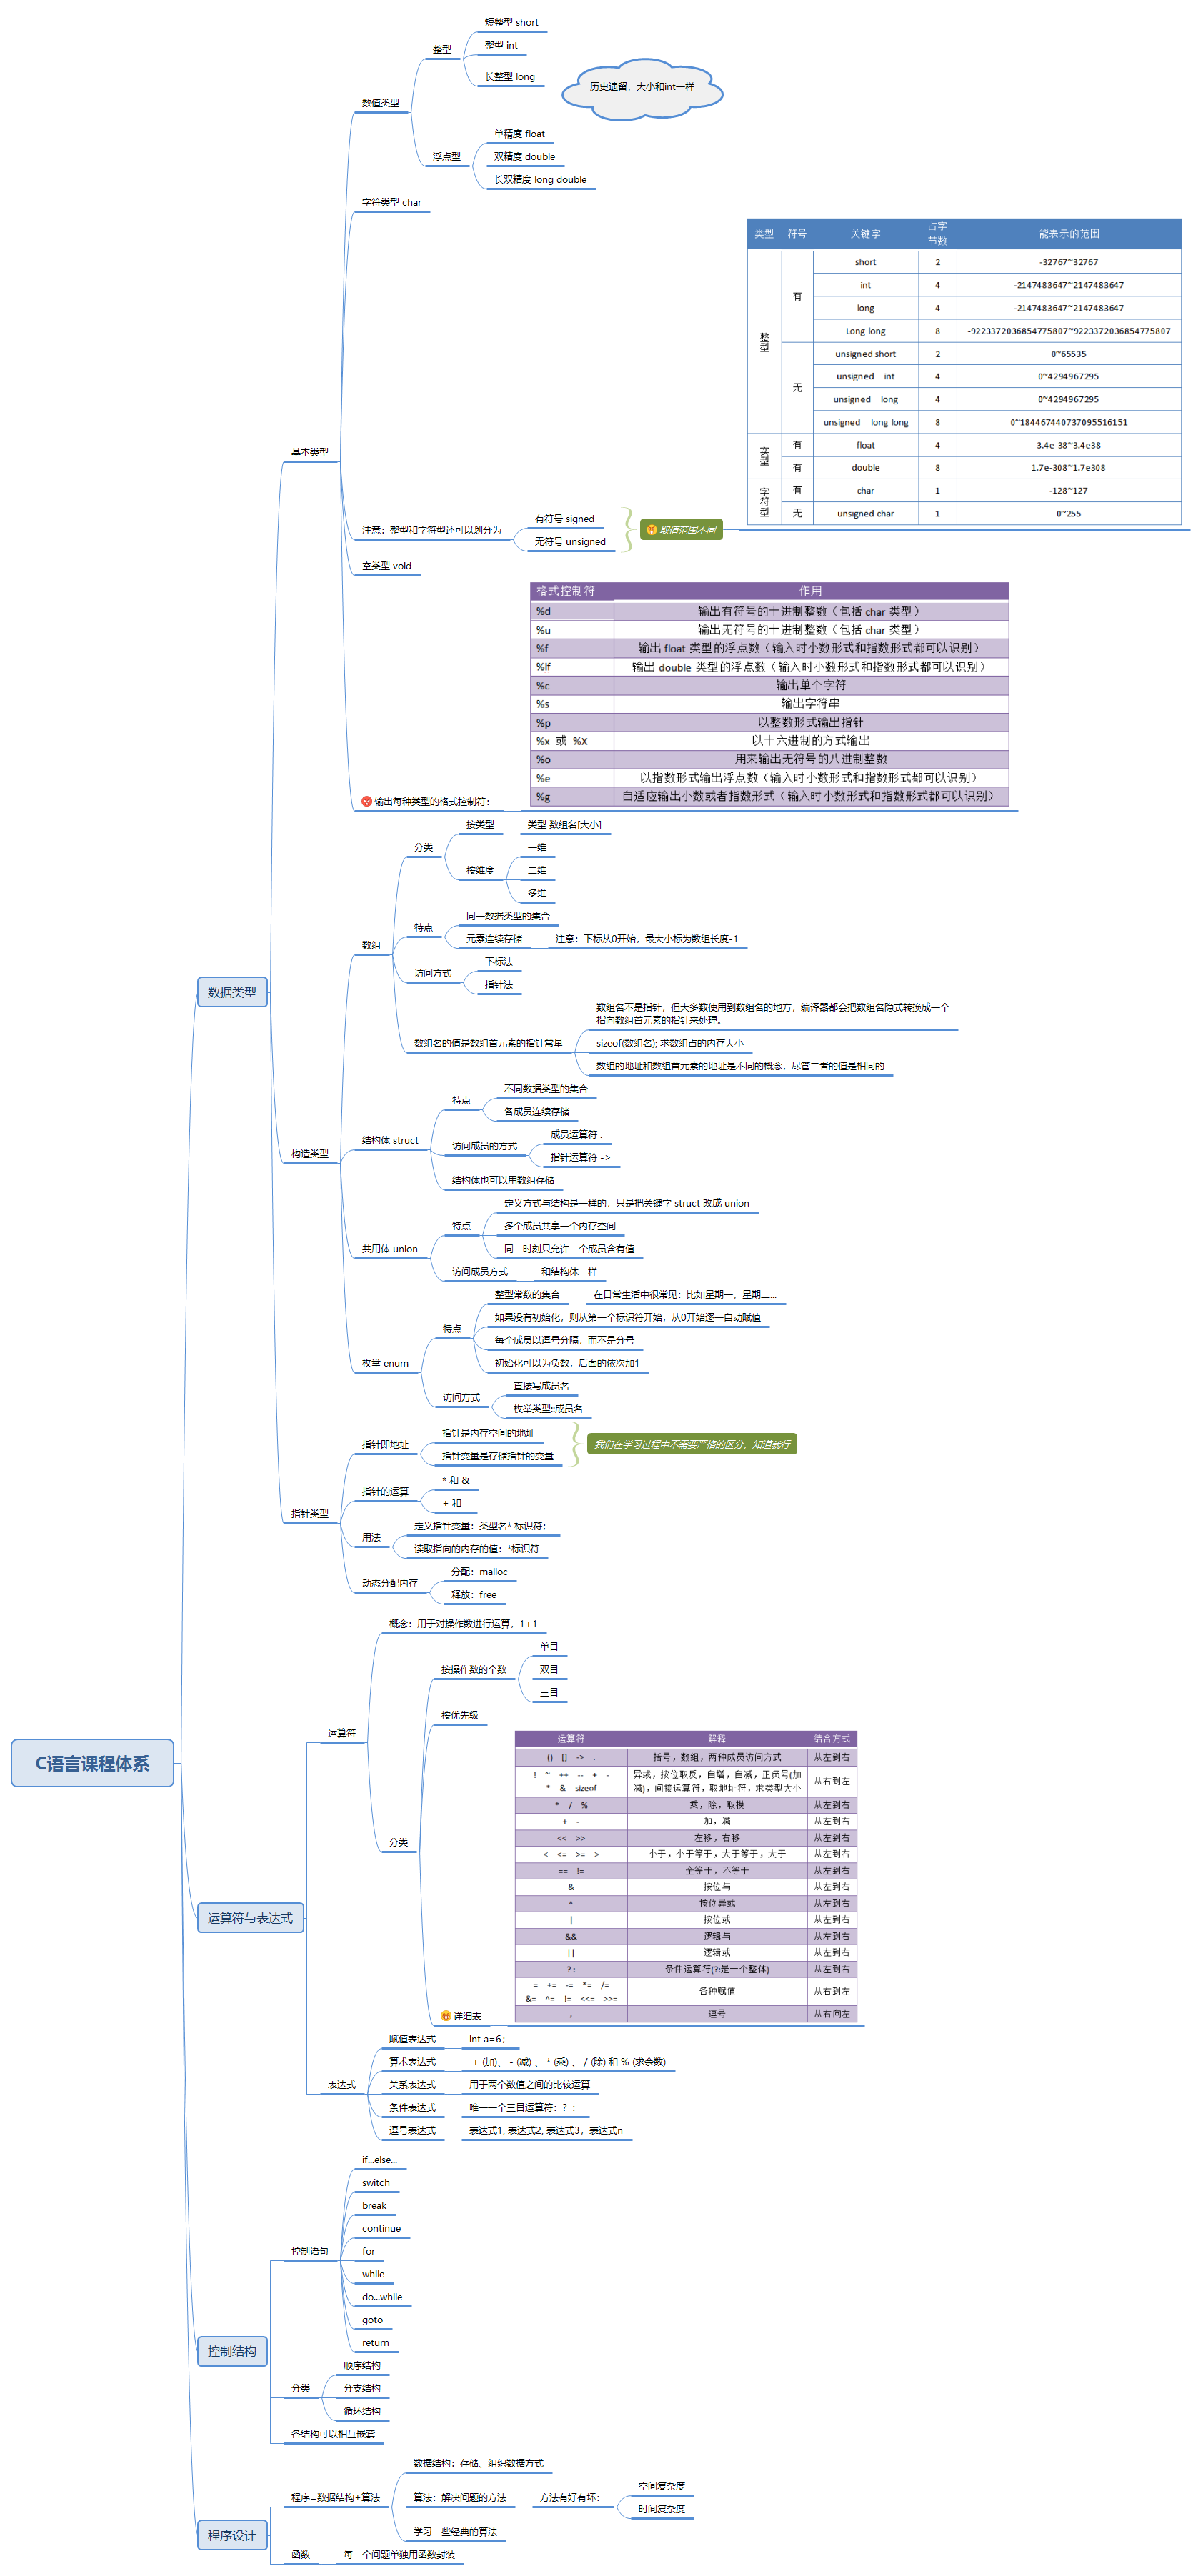 C语言课程体系
数据类型
基本类型
数值类型
整型
短整型 short
整型 int
长整型 long
历史遗留，大小和int一样
浮点型
单精度 float
双精度 double
长双精度 long double
字符类型 char
注意：整型和字符型还可以划分为
有符号 signed
无符号 unsigned
取值范围不同
类型 符号 关键字 占字节数 能表示的范围
整型 有 short 2 -32767~32767
int 4 -2147483647~2147483647
long 4 -2147483647~2147483647
Long long 8 -9223372036854775807~9223372036854775807
无 unsigned short 2 0~65535
unsigned int 4 0~4294967295
unsigned long 4 0~4294967295
unsigned long long 8 0~184467440737095516151
实型 有 float 4 3.4e-38~3.4e38
有 double 8 1.7e-308~1.7e308
字符型 有 char 1 -128~127
无 unsigned char 1 0~255
空类型 void
输出每种类型的格式控制符：
格式控制符 作用
%d 输出有符号的十进制整数（包括 char 类型）
%u 输出无符号的十进制整数（包括 char 类型）
%f 输出 float 类型的浮点数（输入时小数形式和指数形式都可以识别）
%lf 输出 double 类型的浮点数（输入时小数形式和指数形式都可以识别）
%c 输出单个字符
%s 输出字符串
%p 以整数形式输出指针
%x 或 %X 以十六进制的方式输出
%o 用来输出无符号的八进制整数
%e 以指数形式输出浮点数（输入时小数形式和指数形式都可以识别）
%g 自适应输出小数或者指数形式（输入时小数形式和指数形式都可以识别）
构造类型
数组
分类
按类型
类型 数组名[大小]
按维度
一维
二维
多维
特点
同一数据类型的集合
元素连续存储
注意：下标从0开始，最大小标为数组长度-1
访问方式
下标法
指针法
数组名的值是数组首元素的指针常量
数组名不是指针，但大多数使用到数组名的地方，编译器都会把数组名隐式转换成一个
指向数组首元素的指针来处理。
sizeof(数组名); 求数组占的内存大小
数组的地址和数组首元素的地址是不同的概念，尽管二者的值是相同的
结构体 struct
特点
不同数据类型的集合
各成员连续存储
访问成员的方式
成员运算符 .
指针运算符 ->
结构体也可以用数组存储
共用体 union
特点
定义方式与结构是一样的，只是把关键字 struct 改成 union
多个成员共享一个内存空间
同一时刻只允许一个成员含有值
访问成员方式
和结构体一样
枚举 enum
特点
整型常数的集合
在日常生活中很常见：比如星期一，星期二...
如果没有初始化，则从第一个标识符开始，从0开始逐一自动赋值
每个成员以逗号分隔，而不是分号
初始化可以为负数，后面的依次加1
访问方式
直接写成员名
枚举类型::成员名
指针类型
指针即地址
指针是内存空间的地址
指针变量是存储指针的变量
我们在学习过程中不需要严格的区分，知道就行
指针的运算
* 和 &
+ 和 -
用法
定义指针变量：类型名* 标识符；
读取指向的内存的值：*标识符
动态分配内存
分配：malloc
释放：free
运算符与表达式
运算符
概念：用于对操作数进行运算，1+1
分类
按操作数的个数
单目
双目
三目
按优先级
详细表
运算符 解释 结合方式
() [] -> . 括号，数组，两种成员访问方式 从左到右
! ~ ++ -- + - 异或，按位取反，自增，自减，正负号(加 从右到左
* & sizeof 减)，间接运算符，取地址符，求类型大小
* / % 乘，除，取模 从左到右
+ - 加，减 从左到右
<< >> 左移，右移 从左到右
< <= >= > 小于，小于等于，大于等于，大于 从左到右
== != 全等于，不等于 从左到右
& 按位与 从左到右
^ 按位异或 从左到右
| 按位或 从左到右
&& 逻辑与 从左到右
|| 逻辑或 从左到右
?: 条件运算符(?:是一个整体) 从左到右
= += -= *= /= 各种赋值 从右到左
&= ^= != <<= >>=
, 逗号 从右向左
表达式
赋值表达式
int a=6；
算术表达式
+ (加)、 - (减) 、 * (乘) 、 / (除) 和 % (求余数)
关系表达式
用于两个数值之间的比较运算
条件表达式
唯一一个三目运算符：？：
逗号表达式
表达式1, 表达式2, 表达式3，表达式n
控制结构
控制语句
if...else...
switch
break
continue
for
while
do...while
goto
return
分类
顺序结构
分支结构
循环结构
各结构可以相互嵌套
程序设计
程序=数据结构+算法
数据结构：存储、组织数据方式
算法：解决问题的方法
方法有好有坏：
空间复杂度
时间复杂度
学习一些经典的算法
函数
每一个问题单独用函数封装